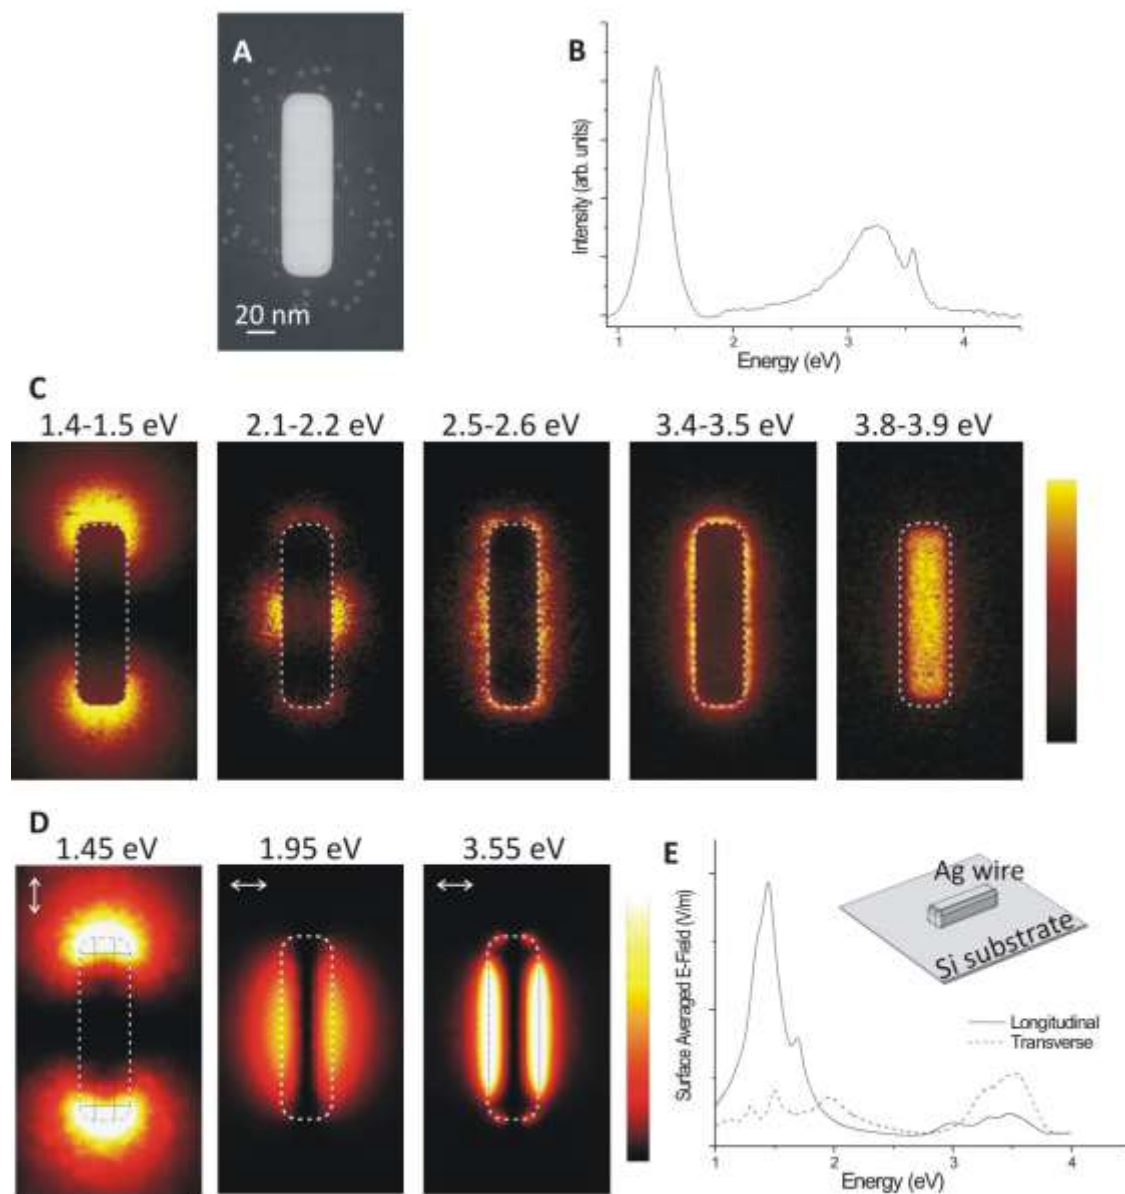 A
20 nm
B
Intensity (arb. units)
1
2
3
4
Energy (eV)
C
1.4-1.5 eV
2.1-2.2 eV
2.5-2.6 eV
3.4-3.5 eV
3.8-3.9 eV
D
1.45 eV
1.95 eV
3.55 eV
E
Surface Averaged E-Field (V/m)
Ag wire
Si substrate
Longitudinal
Transverse
1
2
3
4
Energy (eV)